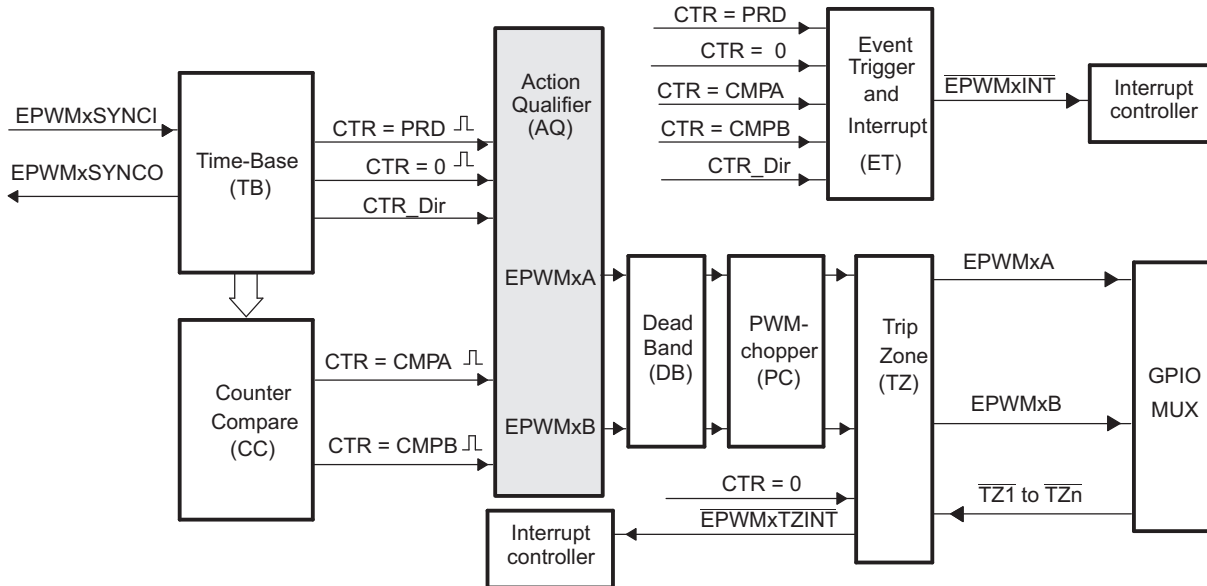 EPWMxSYNCI
EPWMxSYNCO
Time-Base
(TB)
CTR = PRD
CTR = 0
CTR_Dir
Counter
Compare
(CC)
CTR = CMPA
CTR = CMPB
Action
Qualifier
(AQ)
EPWMxA
EPWMxB
CTR = PRD
CTR = 0
CTR = CMPA
CTR = CMPB
CTR_Dir
Event
Trigger
and
Interrupt
(ET)
EPWMxINT
Interrupt
controller
Dead
Band
(DB)
PWM-
chopper
(PC)
Trip
Zone
(TZ)
EPWMxA
EPWMxB
TZ1 to TZn
GPIO
MUX
CTR = 0
EPWMxTZINT
Interrupt
controller